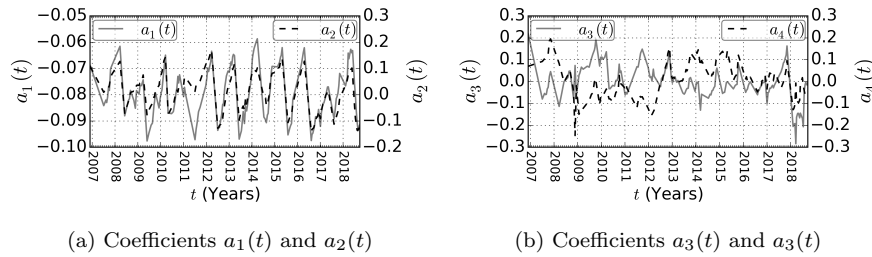 a₁(t)
a₂(t)
−0.05
−0.06
−0.07
−0.08
−0.09
−0.10
a₁(t)
0.3
0.2
0.1
0.0
−0.1
−0.2
a₂(t)
2007 2008 2009 2010 2011 2012 2013 2014 2015 2016 2017 2018
t (Years)
(a) Coefficients a₁(t) and a₂(t)
a₃(t)
a₄(t)
0.3
0.2
0.1
0.0
−0.1
−0.2
−0.3
a₃(t)
0.3
0.2
0.1
0.0
−0.1
−0.2
−0.3
2007 2008 2009 2010 2011 2012 2013 2014 2015 2016 2017 2018
t (Years)
(b) Coefficients a₃(t) and a₃(t)